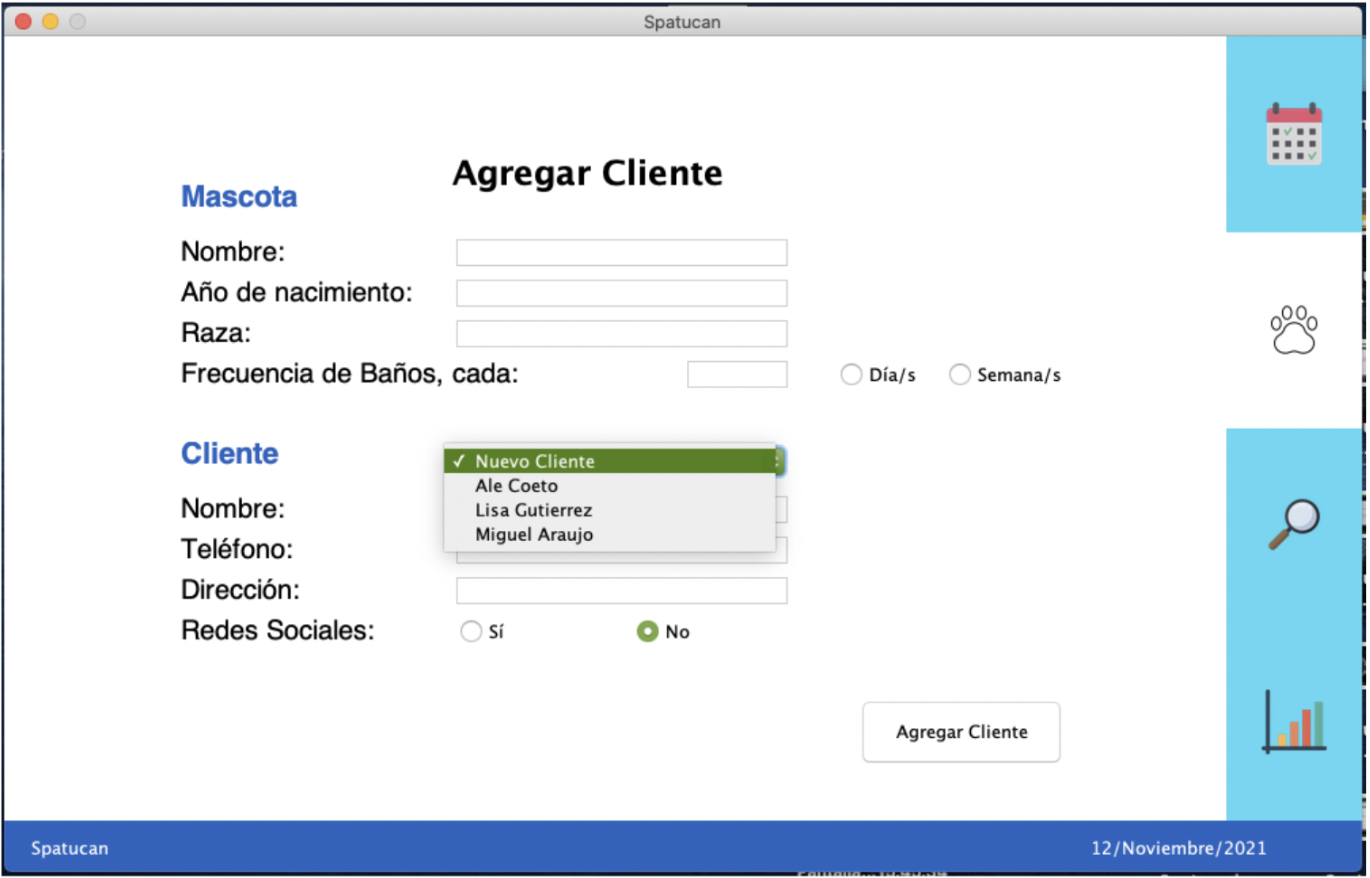 Spatucan
Agregar Cliente
Mascota
Nombre:
Año de nacimiento:
Raza:
Frecuencia de Baños, cada: Día/s Semana/s
Cliente
✓ Nuevo Cliente
Ale Coeto
Lisa Gutierrez
Miguel Araujo
Nombre:
Teléfono:
Dirección:
Redes Sociales: Sí No
Agregar Cliente
Spatucan 12/Noviembre/2021